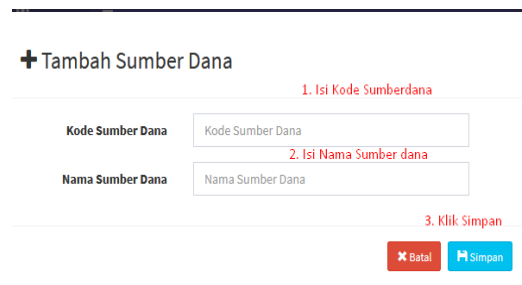 Tambah Sumber Dana
1. Isi Kode Sumberdana
Kode Sumber Dana Kode Sumber Dana
2. Isi Nama Sumber dana
Nama Sumber Dana Nama Sumber Dana
3. Klik Simpan
Batal Simpan